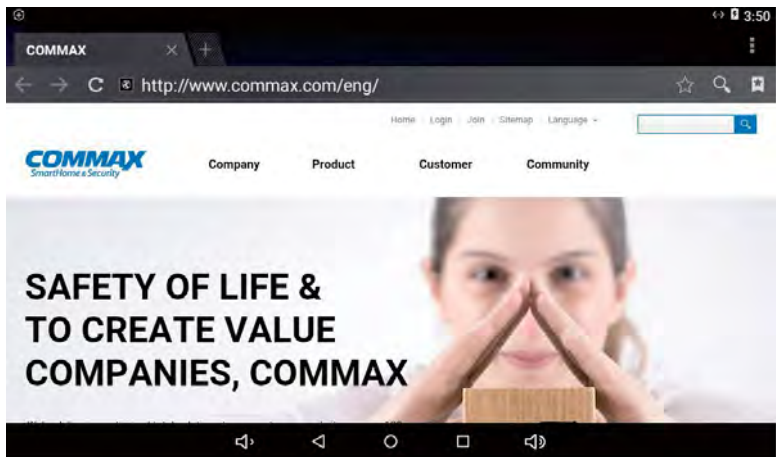 3:50
COMMAX
http://www.commax.com/eng/
Home Login Join Sitemap Language
COMMAX
SmartHome & Security
Company Product Customer Community
SAFETY OF LIFE &
TO CREATE VALUE
COMPANIES, COMMAX